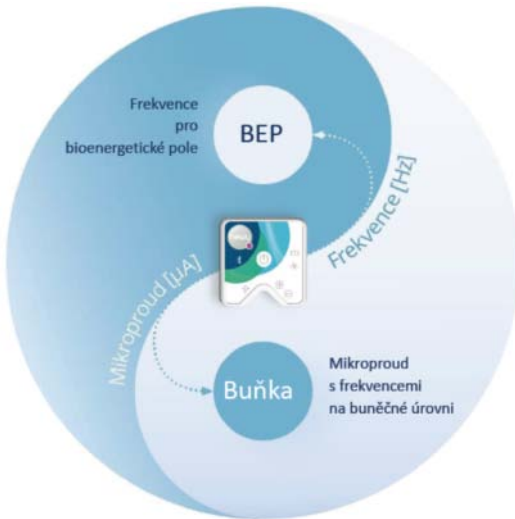 Frekvence
pro
bioenergetické pole
BEP
Frekvence [Hz]
Mikroproud [µA]
Buňka
Mikroproud
s frekvencemi
na buněčné úrovni